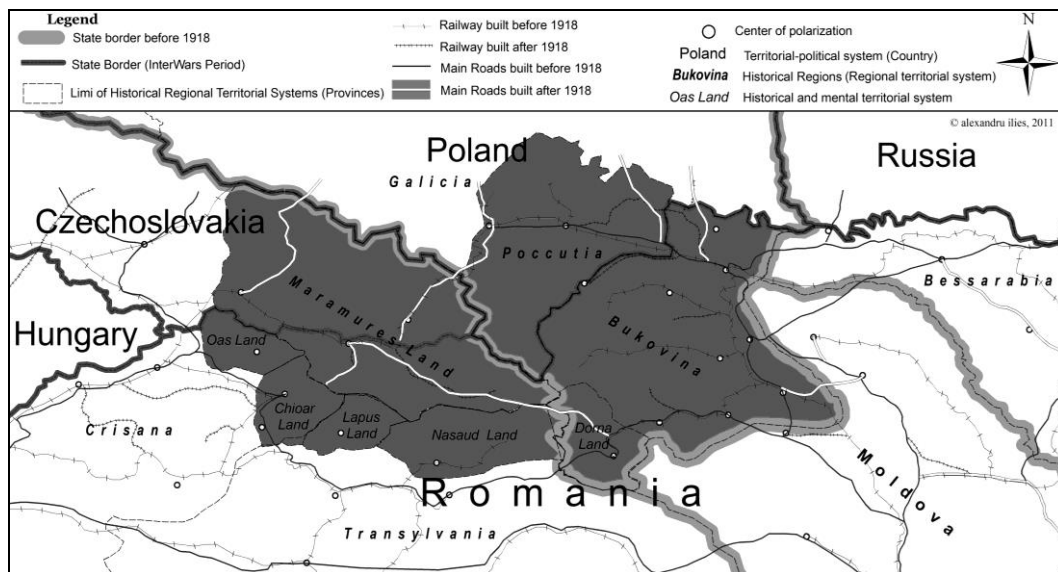 Legend
State border before 1918
State Border (InterWars Period)
Limi of Historical Regional Territorial Systems (Provinces)
Railway built before 1918
Railway built after 1918
Main Roads built before 1918
Main Roads built after 1918
Center of polarization
Poland Territorial-political system (Country)
Bukovina Historical Regions (Regional territorial system)
Oas Land Historical and mental territorial system
N
© alexandru ilies, 2011
Poland
Russia
Galicia
Czechoslovakia
Poccutia
Bessarabia
Maramures Land
Hungary
Bukovina
Oas Land
Chioar
Land
Lapus
Land
Nasaud Land
Dorna
Land
Crisana
Romania
Moldova
Transylvania